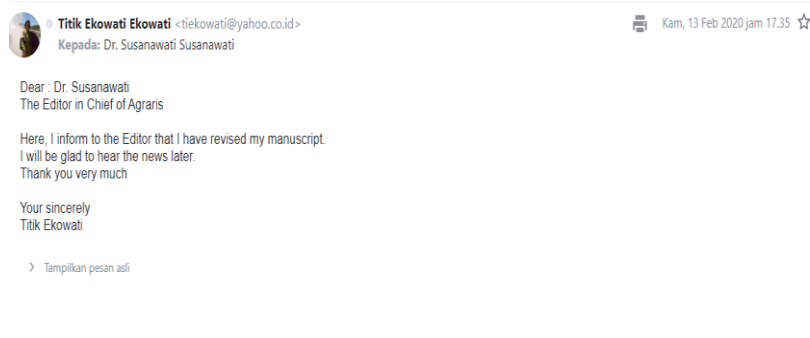 Titik Ekowati Ekowati <tiekowati@yahoo.co.id>
Kam, 13 Feb 2020 jam 17.35
Kepada: Dr. Susanawati Susanawati
Dear : Dr. Susanawati
The Editor in Chief of Agraris
Here, I inform to the Editor that I have revised my manuscript.
I will be glad to hear the news later.
Thank you very much
Your sincerely
Titik Ekowati
Tampilkan pesan asli